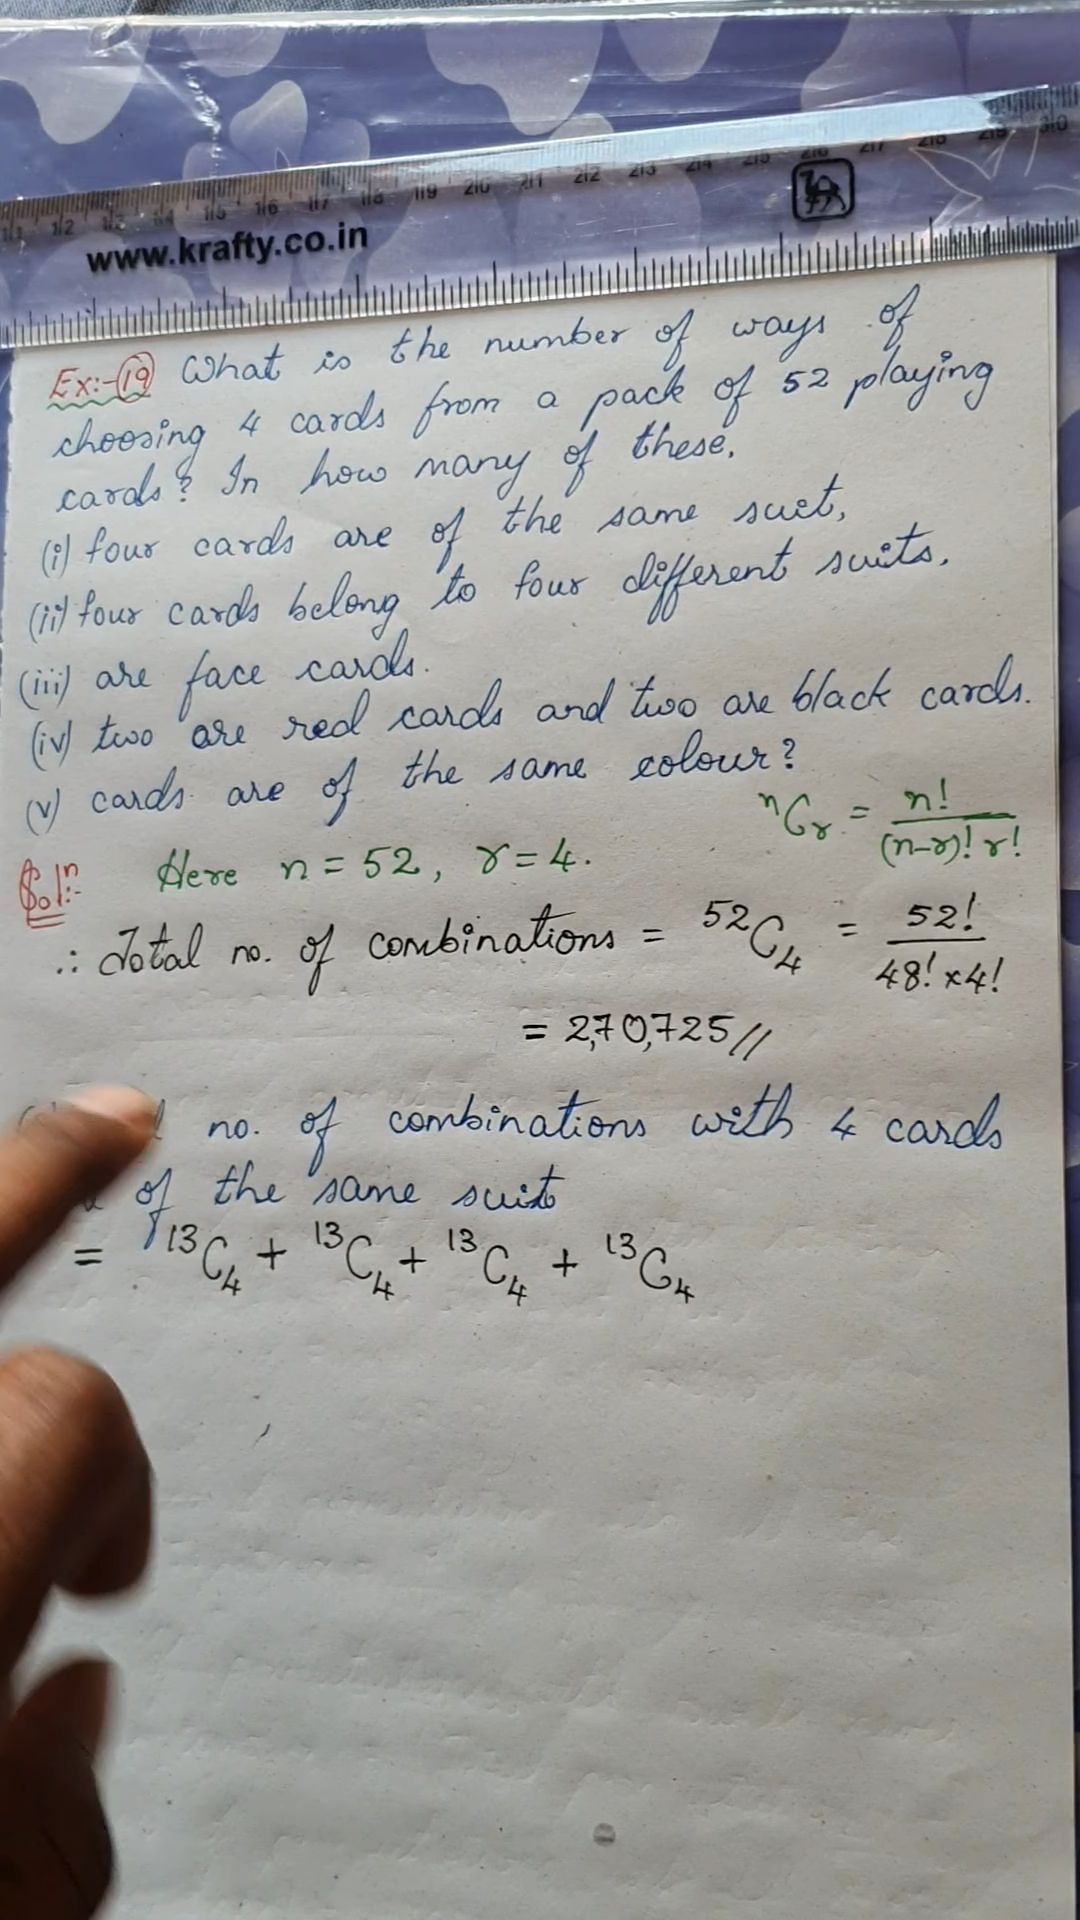 www.krafty.co.in
Ex:-(19) What is the number of ways of
choosing 4 cards from a pack of 52 playing
cards? In how many of these,
(i) four cards are of the same suit,
(ii) four cards belong to four different suits,
(iii) are face cards.
(iv) two are red cards and two are black cards.
(v) cards are of the same colour?
ⁿCᵣ = n!/(n-r)! r!
Solⁿ:- Here n = 52, r = 4.
∴ Total no. of combinations = ⁵²C₄ = 52!/48! × 4!
= 2,70,725//
no. of combinations with 4 cards
of the same suit
= ¹³C₄ + ¹³C₄ + ¹³C₄ + ¹³C₄